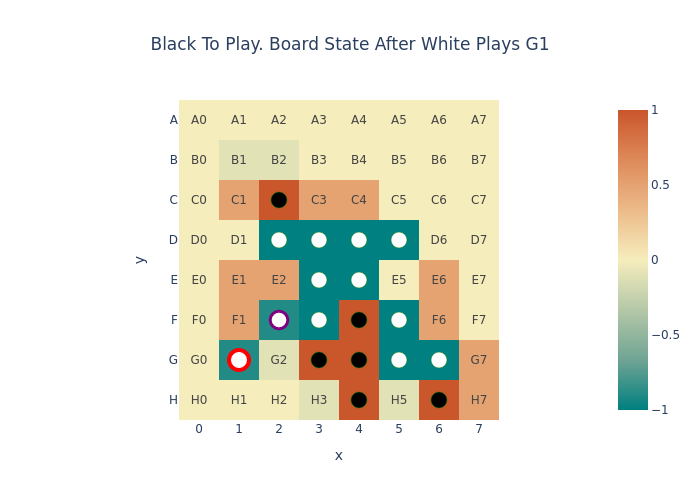 Black To Play. Board State After White Plays G1
A A0 A1 A2 A3 A4 A5 A6 A7 1
B B0 B1 B2 B3 B4 B5 B6 B7
C C0 C1 C3 C4 C5 C6 C7 0.5
D D0 D1 D6 D7
y 0
E E0 E1 E2 E5 E6 E7
F F0 F1 F6 F7 −0.5
G G0 G2 G7
H H0 H1 H2 H3 H5 H7 −1
0 1 2 3 4 5 6 7
x